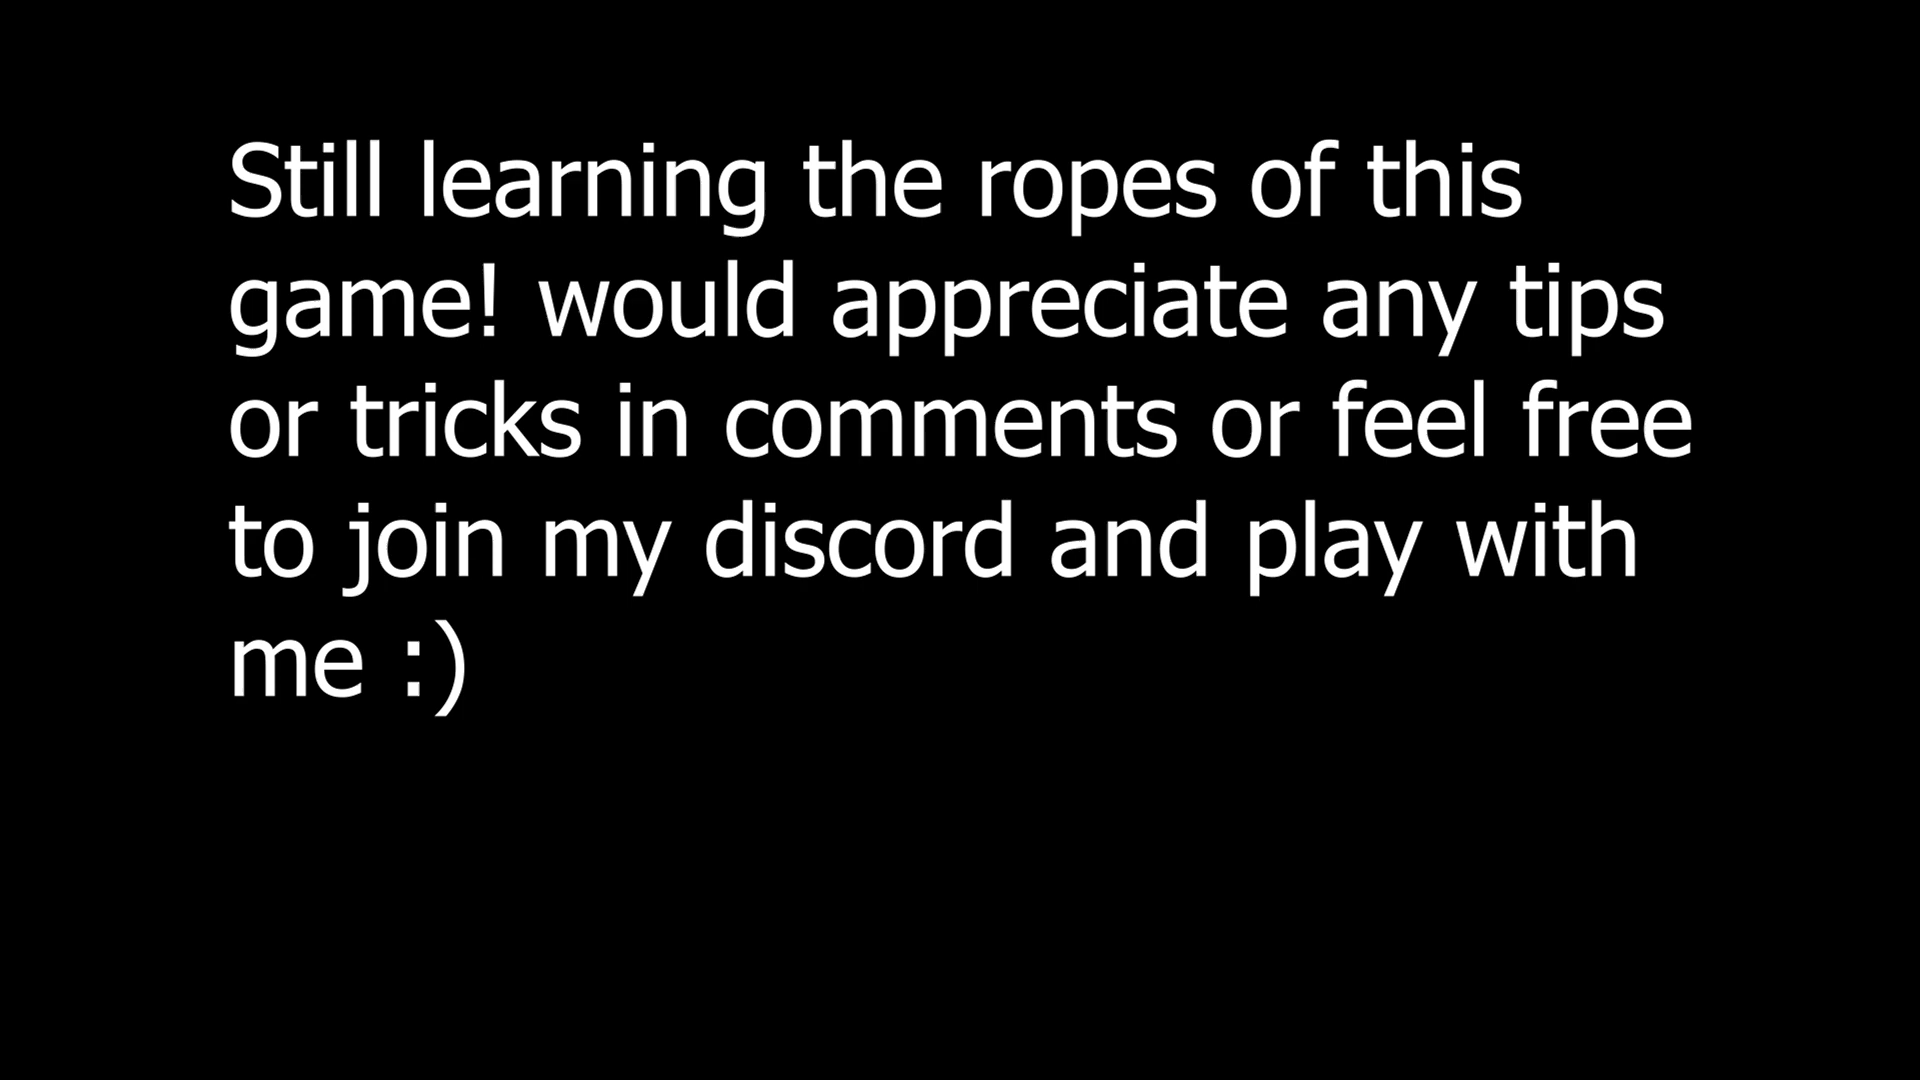 Still learning the ropes of this
game! would appreciate any tips
or tricks in comments or feel free
to join my discord and play with
me :)